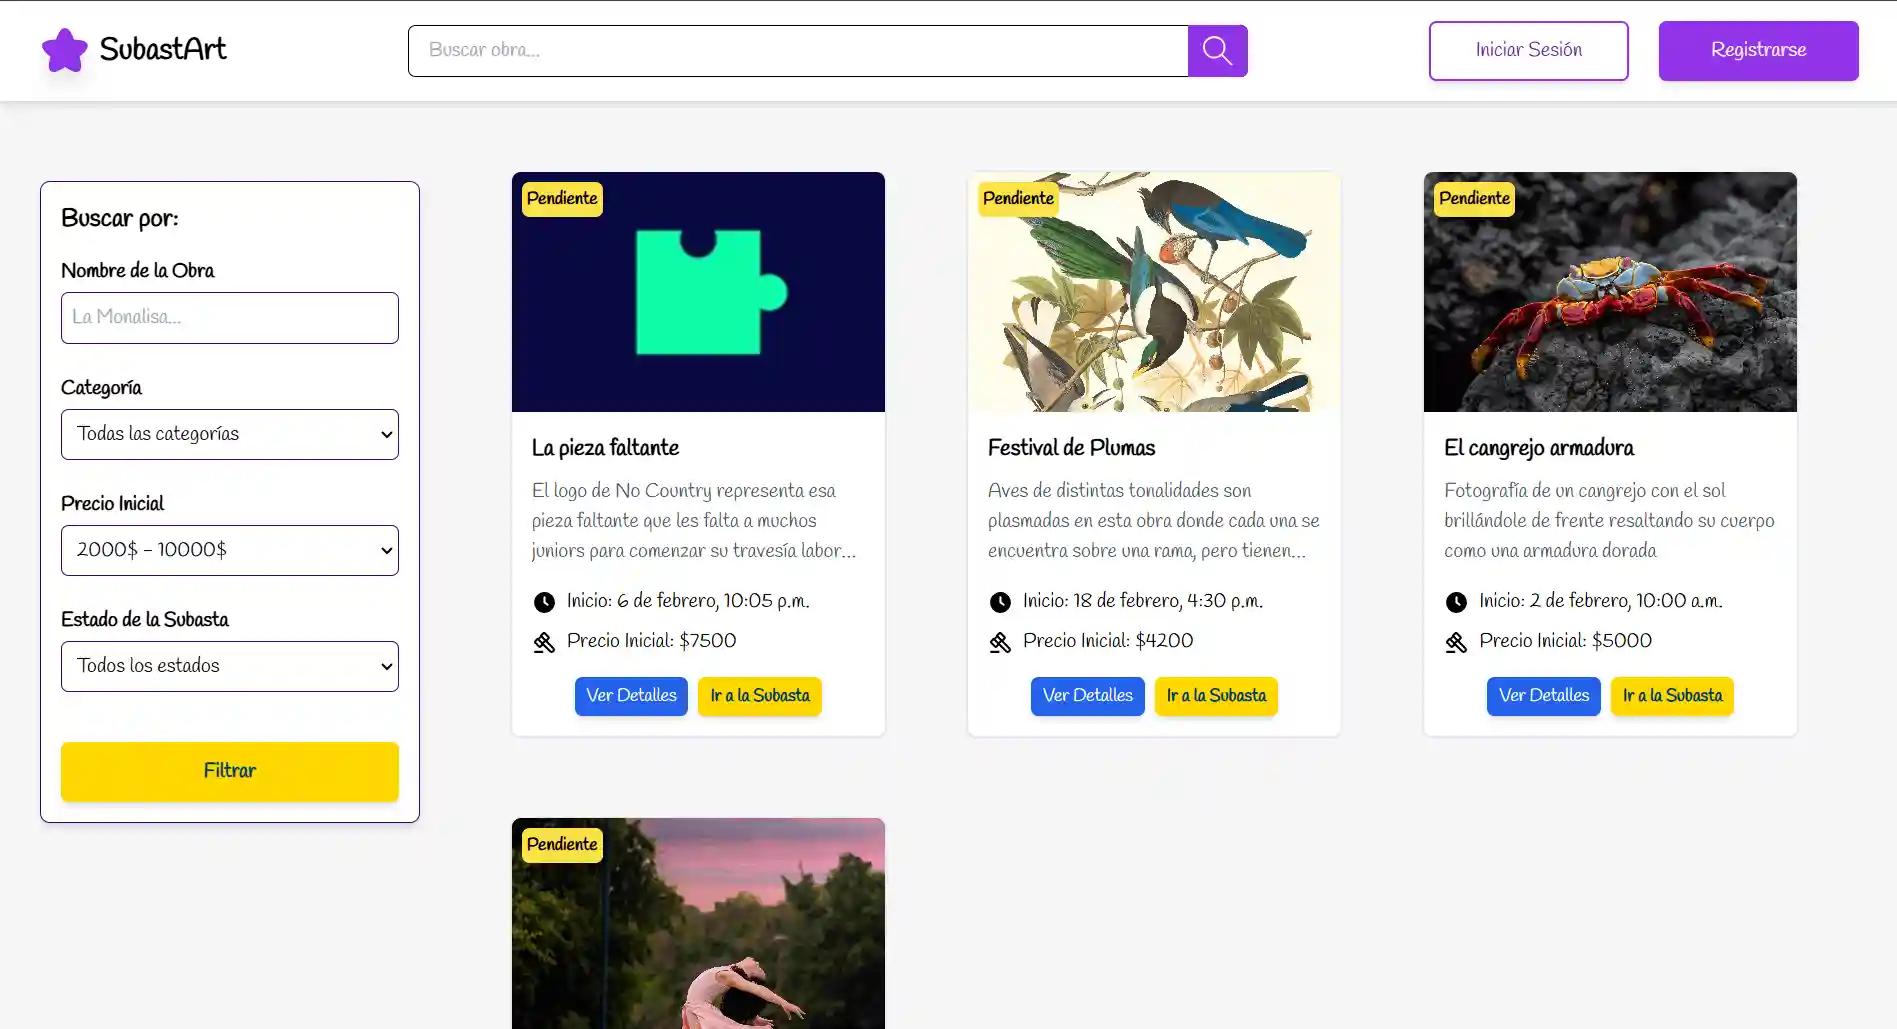 SubastArt
Buscar obra...
Iniciar Sesión
Registrarse
Buscar por:
Nombre de la Obra
La Monalisa...
Categoría
Todas las categorías
Precio Inicial
2000$ - 10000$
Estado de la Subasta
Todos los estados
Filtrar
Pendiente
La pieza faltante
El logo de No Country representa esa
pieza faltante que les falta a muchos
juniors para comenzar su travesía labor...
Inicio: 6 de febrero, 10:05 p.m.
Precio Inicial: $7500
Ver Detalles
Ir a la Subasta
Pendiente
Festival de Plumas
Aves de distintas tonalidades son
plasmadas en esta obra donde cada una se
encuentra sobre una rama, pero tienen...
Inicio: 18 de febrero, 4:30 p.m.
Precio Inicial: $4200
Ver Detalles
Ir a la Subasta
Pendiente
El cangrejo armadura
Fotografía de un cangrejo con el sol
brillándole de frente resaltando su cuerpo
como una armadura dorada
Inicio: 2 de febrero, 10:00 a.m.
Precio Inicial: $5000
Ver Detalles
Ir a la Subasta
Pendiente